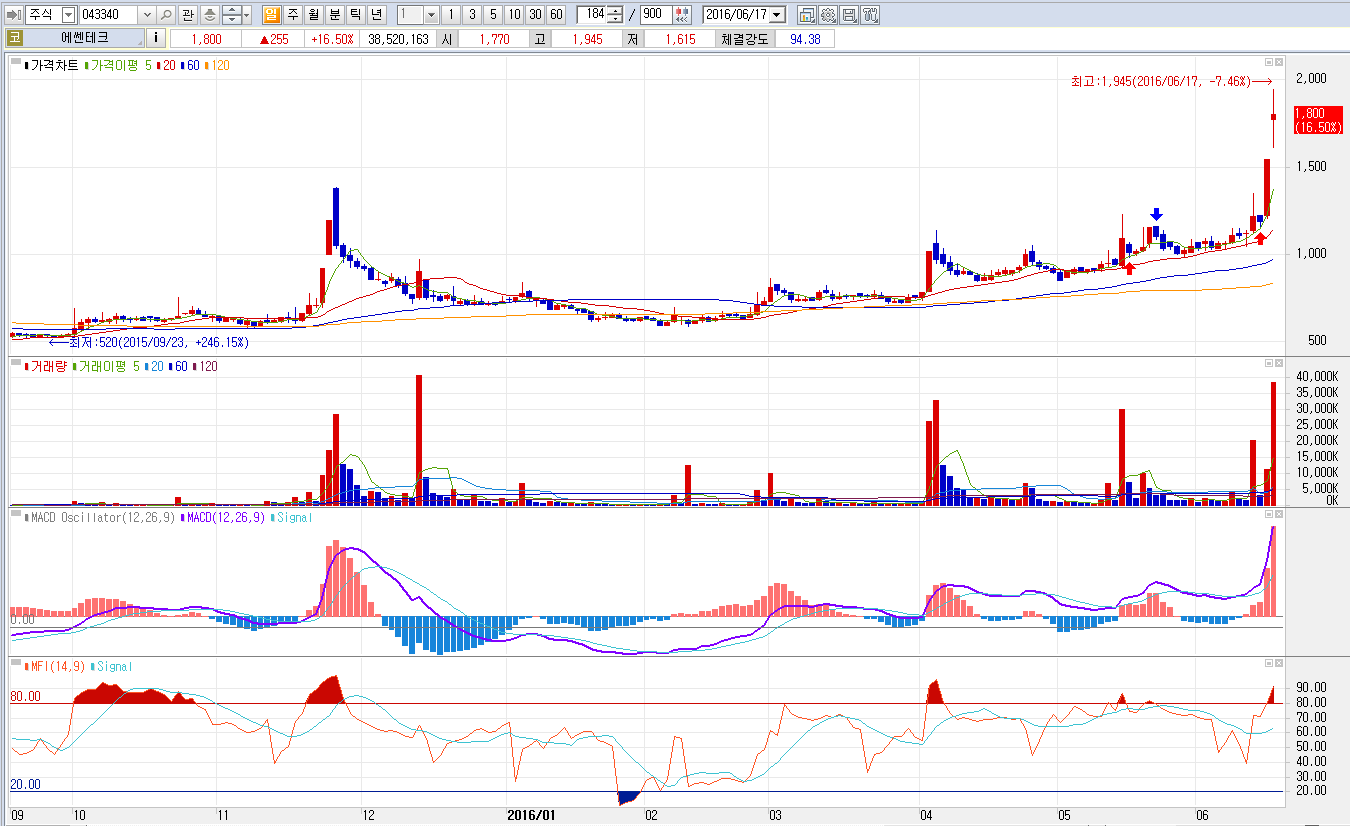 주식 043340 관 일 주 월 분 틱 년 1 1 3 5 10 30 60 184 / 900 2016/06/17
코 에쎈테크 i 1,800 ▲255 +16.50% 38,520,163 시 1,770 고 1,945 저 1,615 체결강도 94.38
가격차트 가격이평 5 20 60 120
최고:1,945(2016/06/17, -7.46%)
2,000
1,800
(16.50%)
1,500
1,000
500
최저:520(2015/09/23, +246.15%)
거래량 거래이평 5 20 60 120
40,000K
35,000K
30,000K
25,000K
20,000K
15,000K
10,000K
5,000K
0K
MACD Oscillator(12,26,9) MACD(12,26,9) Signal
0.00
MFI(14,9) Signal
80.00
20.00
90.00
80.00
70.00
60.00
50.00
40.00
30.00
20.00
09 10 11 12 2016/01 02 03 04 05 06